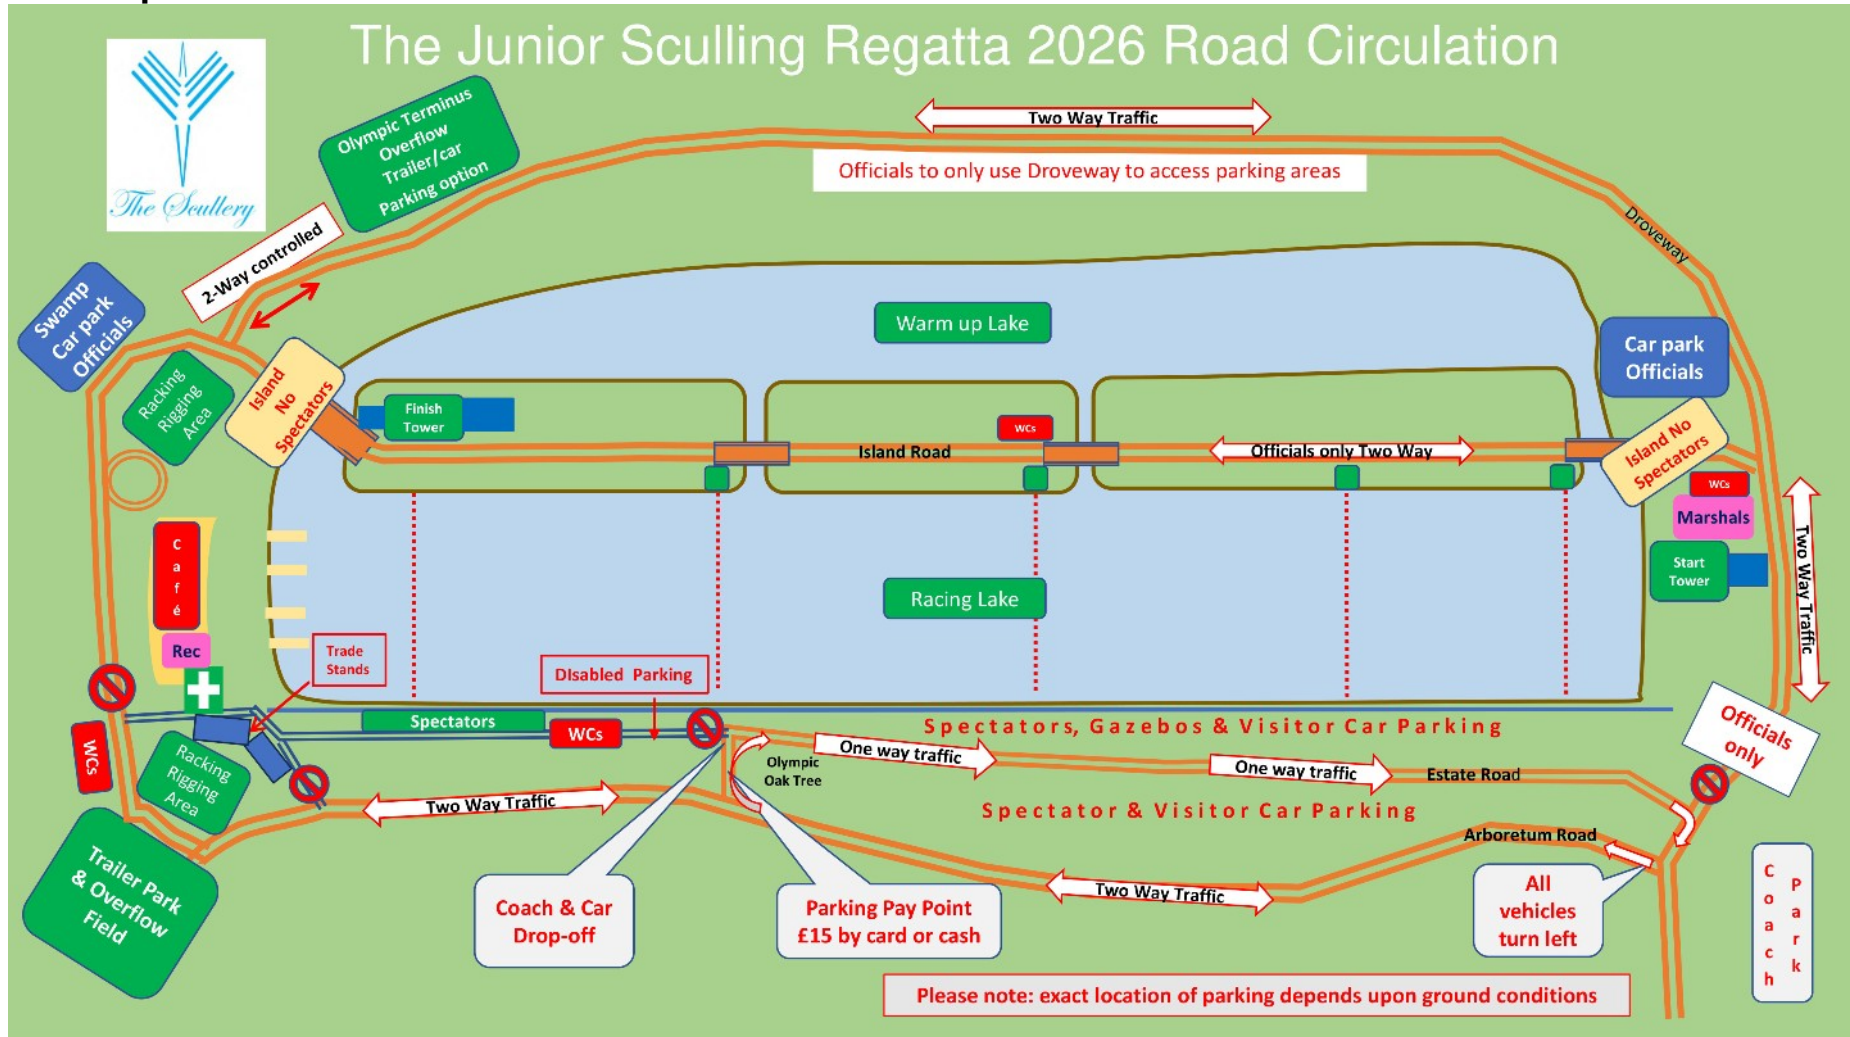 The Junior Sculling Regatta 2026 Road Circulation
The Scullery
Olympic Terminus
Overflow
Trailer/car
Parking option
Two Way Traffic
Officials to only use Droveway to access parking areas
Droveway
2-Way controlled
Swamp
Car park
Officials
Racking
Rigging
Area
Island
No
Spectators
Warm up Lake
Car park
Officials
Finish
Tower
WCs
Island Road
Officials only Two Way
Island No
Spectators
WCs
Marshals
Start
Tower
Two Way Traffic
Café
Rec
Racing Lake
Trade
Stands
DIsabled Parking
Spectators
WCs
WCs
Racking
Rigging
Area
Spectators, Gazebos & Visitor Car Parking
One way traffic
One way traffic
Estate Road
Olympic
Oak Tree
Officials
only
Two Way Traffic
Spectator & Visitor Car Parking
Arboretum Road
Trailer Park
& Overflow
Field
Coach & Car
Drop-off
Parking Pay Point
£15 by card or cash
Two Way Traffic
All
vehicles
turn left
Coach
Park
Please note: exact location of parking depends upon ground conditions